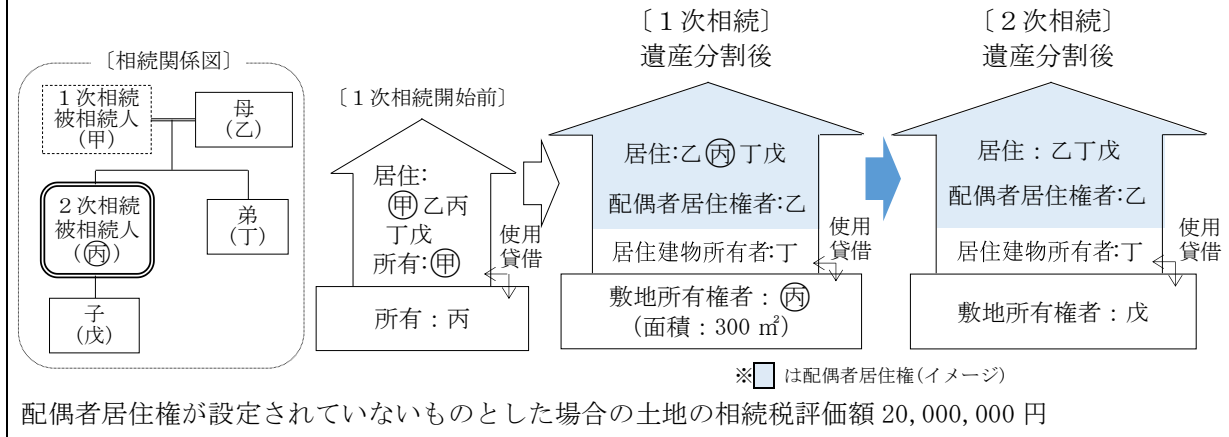 〔相続関係図〕
1次相続
被相続人
(甲)
母
(乙)
2次相続
被相続人
(㊛丙)
弟
(丁)
子
(戊)
〔1次相続開始前〕
居住:
甲乙丙
丁戊
所有:甲
使用
貸借
所有：丙
〔１次相続〕
遺産分割後
居住:乙丙丁戊
配偶者居住権者:乙
居住建物所有者:丁
使用
貸借
敷地所有権者：丙
(面積：300 ㎡)
〔２次相続〕
遺産分割後
居住：乙丁戊
配偶者居住権者:乙
居住建物所有者:丁
使用
貸借
敷地所有権者：戊
※ は配偶者居住権(イメージ)
配偶者居住権が設定されていないものとした場合の土地の相続税評価額 20,000,000 円